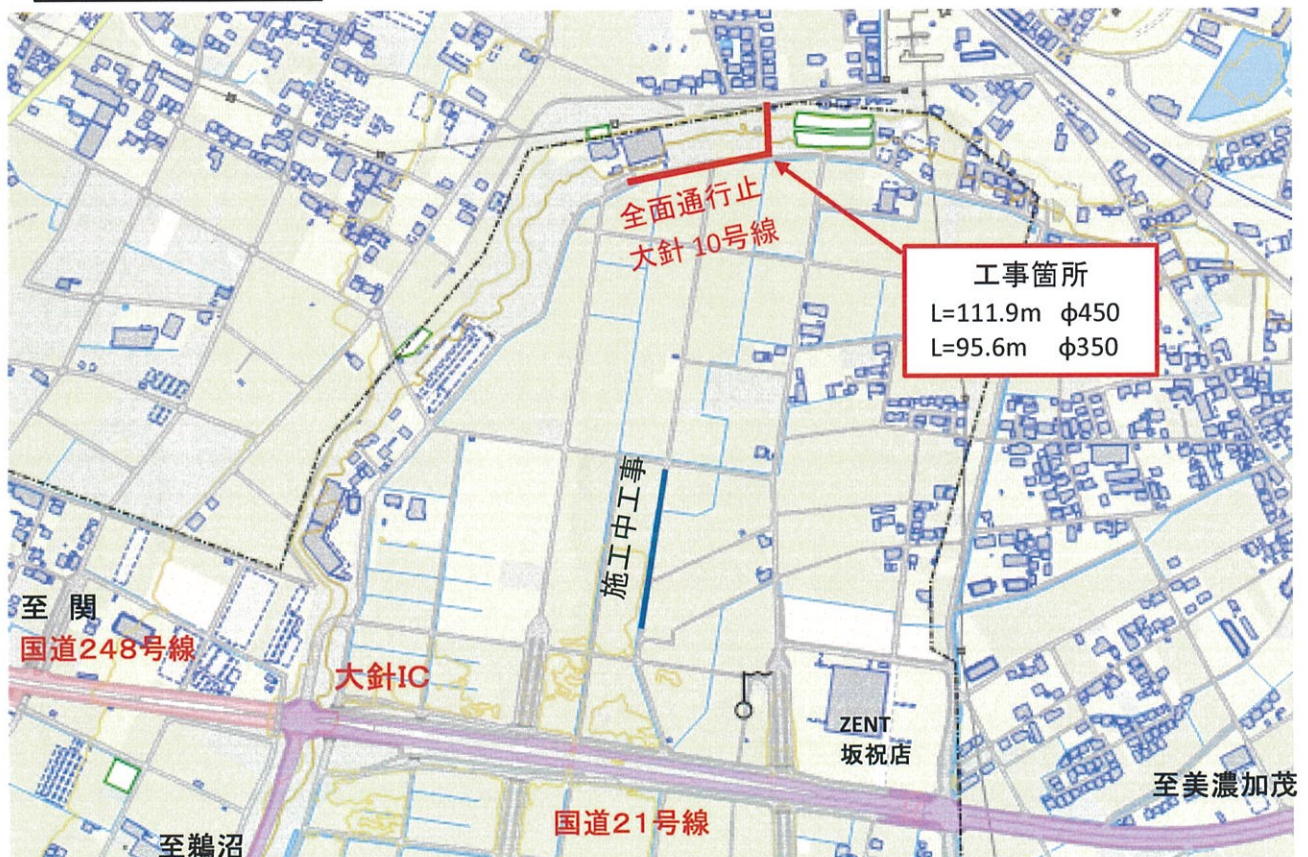 全面通行止
大針10号線
工事箇所
L=111.9m φ450
L=95.6m φ350
施工中工事
至 関
国道248号線
大針IC
ZENT
坂祝店
至美濃加茂
国道21号線
至鵜沼